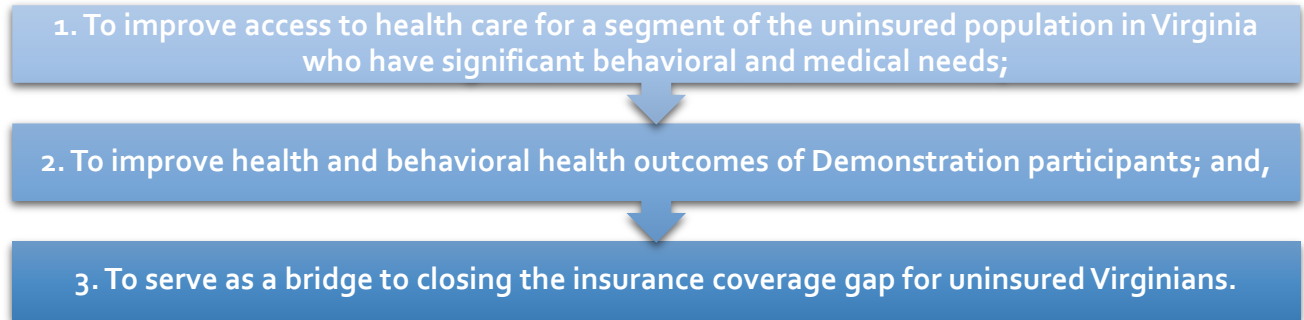 1. To improve access to health care for a segment of the uninsured population in Virginia
who have significant behavioral and medical needs;
2. To improve health and behavioral health outcomes of Demonstration participants; and,
3. To serve as a bridge to closing the insurance coverage gap for uninsured Virginians.